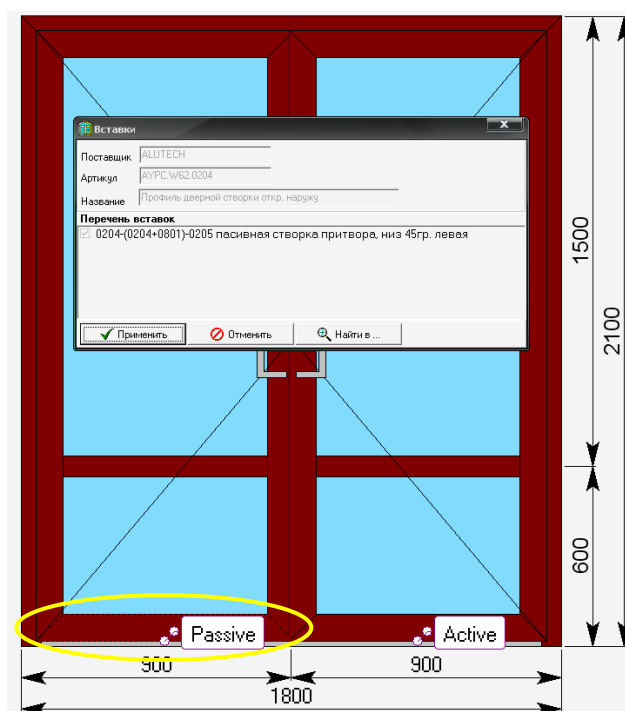 Вставки
x
Поставщик ALUTECH
Артикул AYPC.W62.0204
Название Профиль дверной створки откр. наружу
Перечень вставок
0204-(0204+0801)-0205 пасивная створка притвора, низ 45гр. левая
Применить Отменить Найти в ...
1500
2100
600
Passive Active
900 900
1800